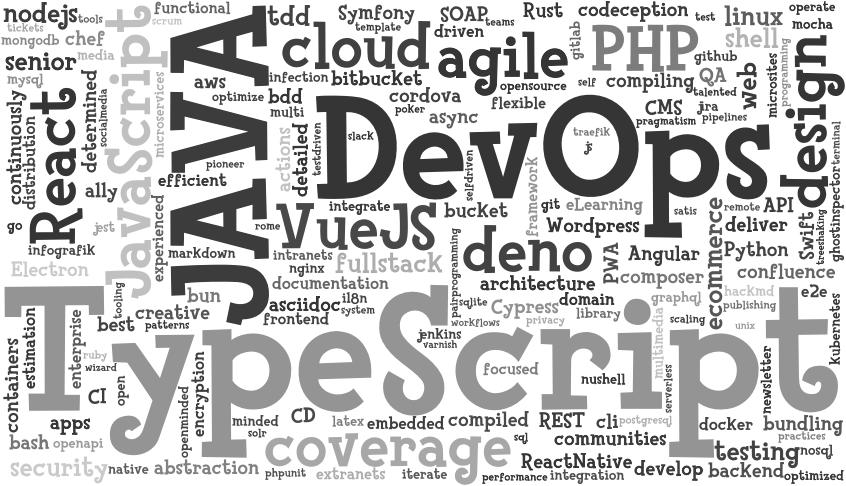 nodejs
tools
functional
tickets
scrum
mongodb
chef
media
senior
mysql
JavaScript
JAVA
tdd
Symfony
template
SOAP
teams
driven
Rust
codeception
test
linux
operate
mocha
cloud
agile
gitlab
PHP
shell
github
infection
bitbucket
opensource
self
compiling
QA
talented
web
microsites
programming
design
aws
optimize
bdd
multi
cordova
poker
flexible
async
CMS
jra
pragmatism
pipelines
continuously
distribution
React
determined
socialmedia
microservices
pioneer
efficient
actions
detailed
testdriven
slack
DevOps
traefik
js
selfdriven
framework
terminal
ghostinspector
ally
go
jest
infografik
experienced
markdown
rome
integrate
VueJS
bucket
git
eLearning
Wordpress
satis
remote
API
deliver
ecommerce
Swift
treeshaking
Python
Electron
intranets
nginx
fullstack
documentation
deno
architecture
pairprogramming
PWA
Angular
composer
confluence
tooling
bun
creative
best
patterns
asciidoc
i18n
system
frontend
sqlite
Cypress
domain
workflows
privacy
library
graphql
scaling
hackmd
publishing
e2e
unix
kubernetes
TypeScript
containers
estimation
enterprise
ruby
wizard
CI
open
openminded
encryption
jenkins
varnish
focused
nushell
multimedia
serverless
newsletter
apps
bash
openapi
minded
solr
CD
latex
embedded
compiled
REST
cli
postgresql
docker
bundling
practices
security
native
abstraction
coverage
phpunit
extranets
iterate
sql
communities
ReactNative
performance
integration
develop
testing
nosql
backend
optimized